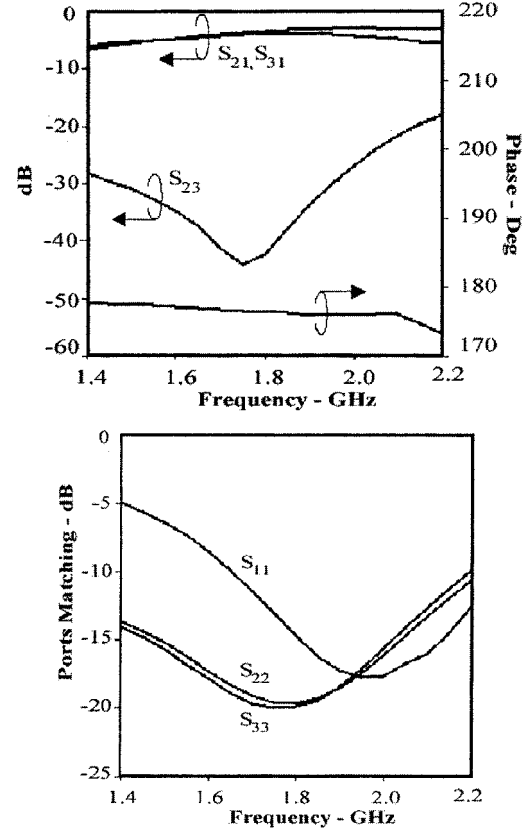 0
-10
-20
-30
-40
-50
-60
dB
220
210
200
190
180
170
Phase - Deg
S21, S31
S23
1.4 1.6 1.8 2.0 2.2
Frequency - GHz
0
-5
-10
-15
-20
-25
Ports Matching - dB
S11
S22
S33
1.4 1.6 1.8 2.0 2.2
Frequency - GHz